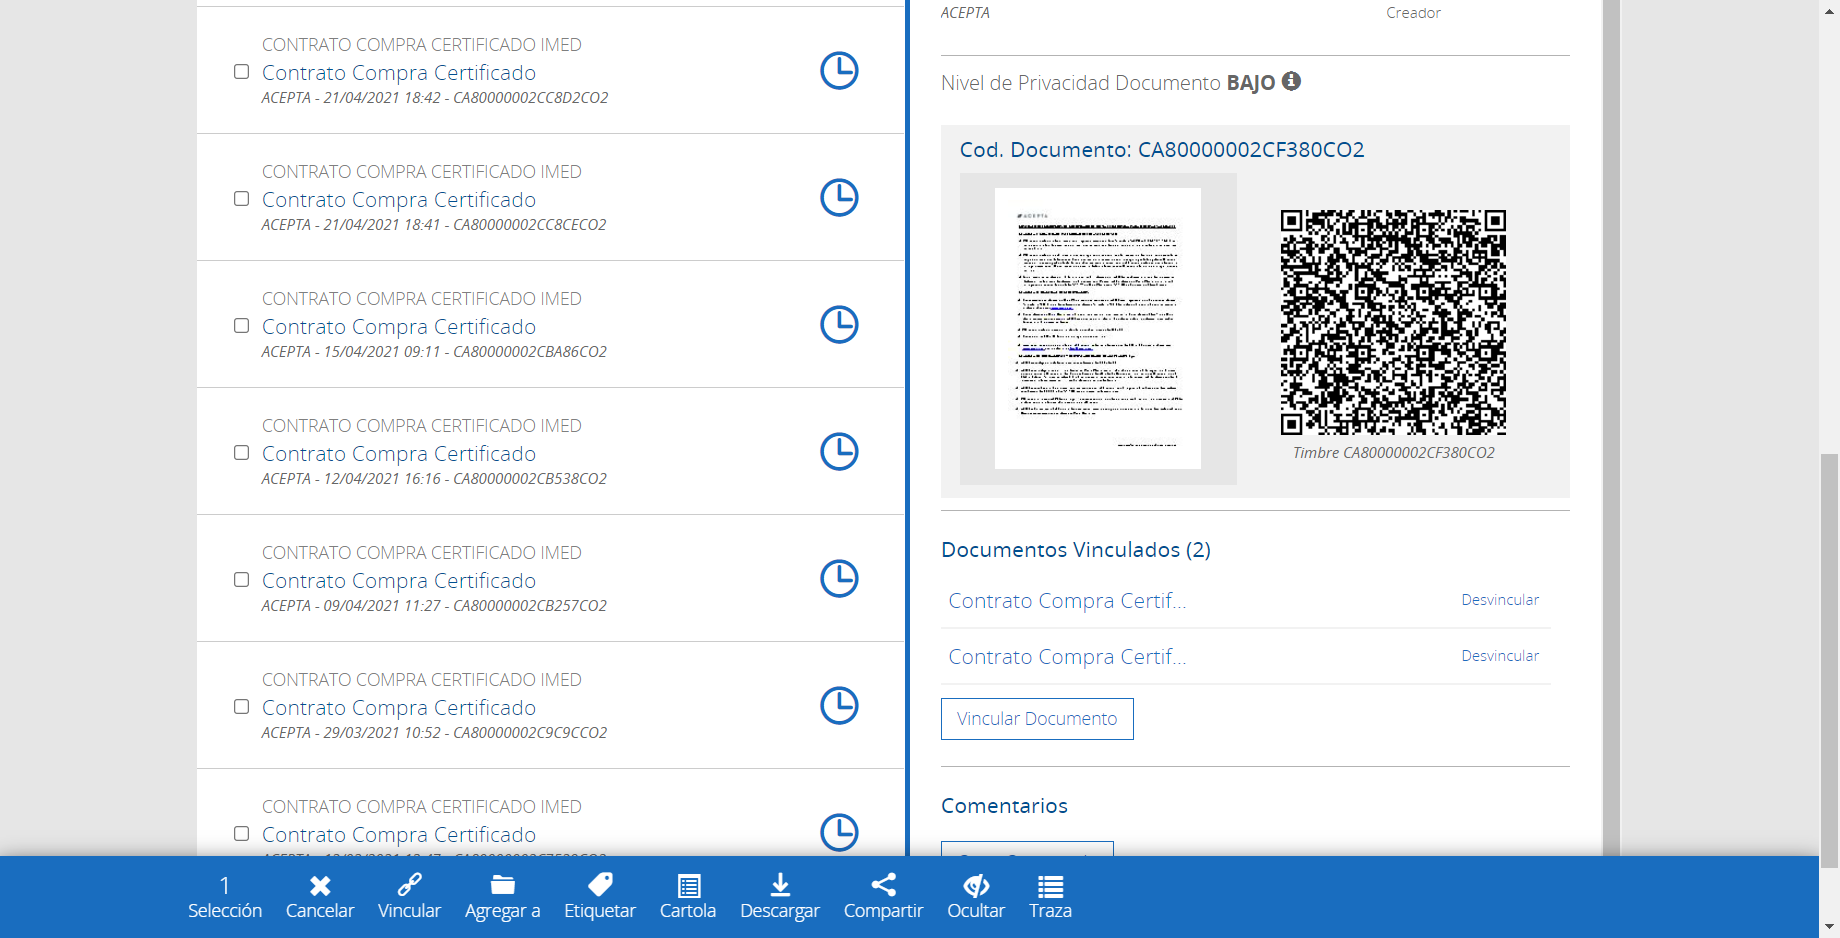 CONTRATO COMPRA CERTIFICADO IMED
Contrato Compra Certificado
ACEPTA - 21/04/2021 18:42 - CA80000002CC8D2CO2
CONTRATO COMPRA CERTIFICADO IMED
Contrato Compra Certificado
ACEPTA - 21/04/2021 18:41 - CA80000002CC8CECO2
CONTRATO COMPRA CERTIFICADO IMED
Contrato Compra Certificado
ACEPTA - 15/04/2021 09:11 - CA80000002CBA86CO2
CONTRATO COMPRA CERTIFICADO IMED
Contrato Compra Certificado
ACEPTA - 12/04/2021 16:16 - CA80000002CB538CO2
CONTRATO COMPRA CERTIFICADO IMED
Contrato Compra Certificado
ACEPTA - 09/04/2021 11:27 - CA80000002CB257CO2
CONTRATO COMPRA CERTIFICADO IMED
Contrato Compra Certificado
ACEPTA - 29/03/2021 10:52 - CA80000002C9C9CCO2
CONTRATO COMPRA CERTIFICADO IMED
Contrato Compra Certificado
ACEPTA Creador
Nivel de Privacidad Documento BAJO
Cod. Documento: CA80000002CF380CO2
ACEPTA
Timbre CA80000002CF380CO2
Documentos Vinculados (2)
Contrato Compra Certif... Desvincular
Contrato Compra Certif... Desvincular
Vincular Documento
Comentarios
1
Selección Cancelar Vincular Agregar a Etiquetar Cartola Descargar Compartir Ocultar Traza